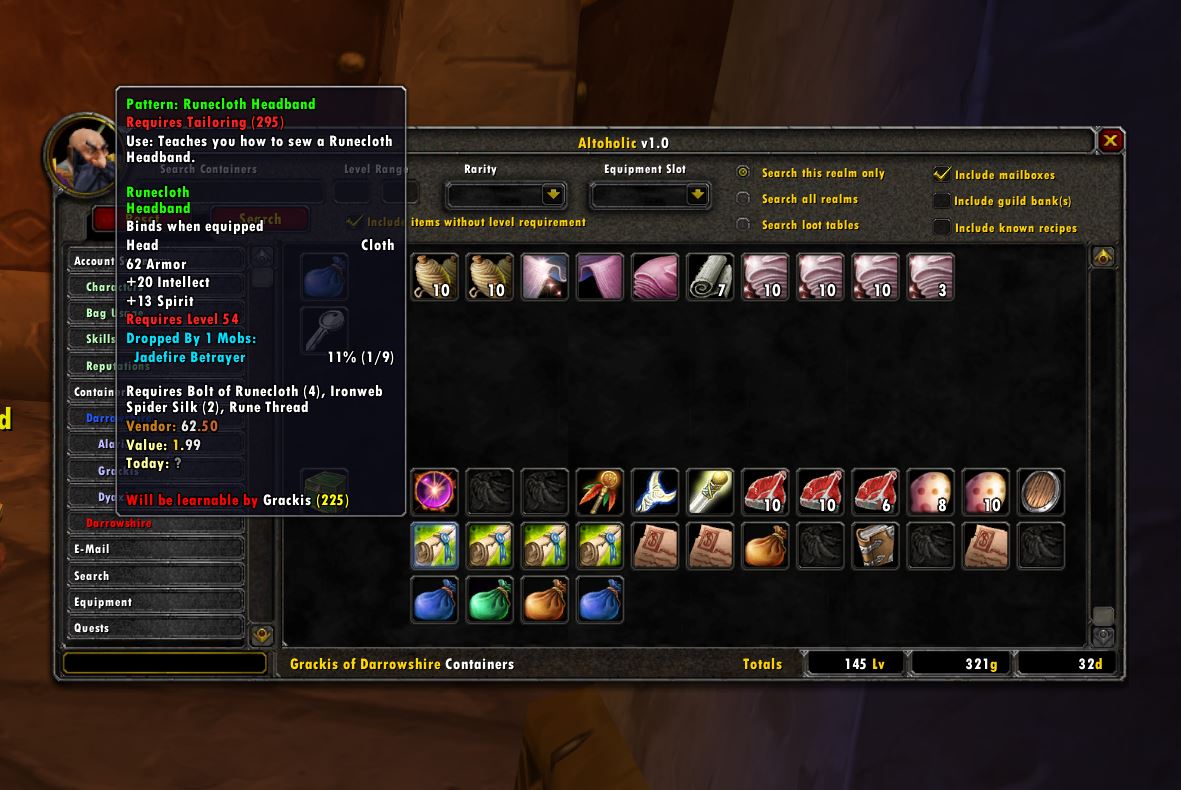 Pattern: Runecloth Headband
Requires Tailoring (295)
Use: Teaches you how to sew a Runecloth
Headband.
Runecloth
Headband
Binds when equipped
Head Cloth
62 Armor
+20 Intellect
+13 Spirit
Requires Level 54
Dropped By 1 Mobs:
Jadefire Betrayer 11% (1/9)
Requires Bolt of Runecloth (4), Ironweb
Spider Silk (2), Rune Thread
Vendor: 62.50
Value: 1.99
Today: ?
Will be learnable by Grackis (225)
Altoholic v1.0
Search Containers
Level Range
Rarity
Equipment Slot
Search this realm only
Search all realms
Search loot tables
Include mailboxes
Include guild bank(s)
Include known recipes
Reset
Search
Include items without level requirement
Account
Bag Usage
Skills
Reputations
Contain
Darrow
Darrowshire
E-Mail
Search
Equipment
Quests
10 10 7 10 10 10 3
10 10 6 8 10
Grackis of Darrowshire Containers
Totals
145 Lv
321g
32d
d